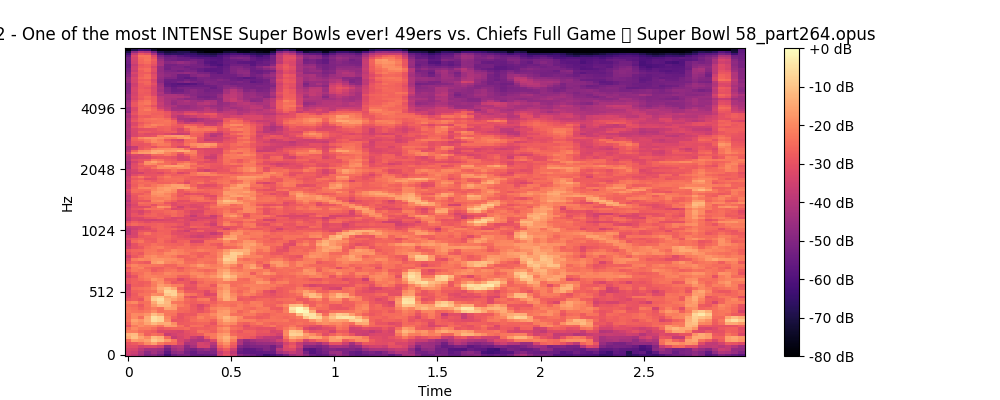 2 - One of the most INTENSE Super Bowls ever! 49ers vs. Chiefs Full Game 🏈 Super Bowl 58_part264.opus
+0 dB
-10 dB
-20 dB
-30 dB
-40 dB
-50 dB
-60 dB
-70 dB
-80 dB
4096
2048
1024
512
0
Hz
0
0.5
1
1.5
2
2.5
Time